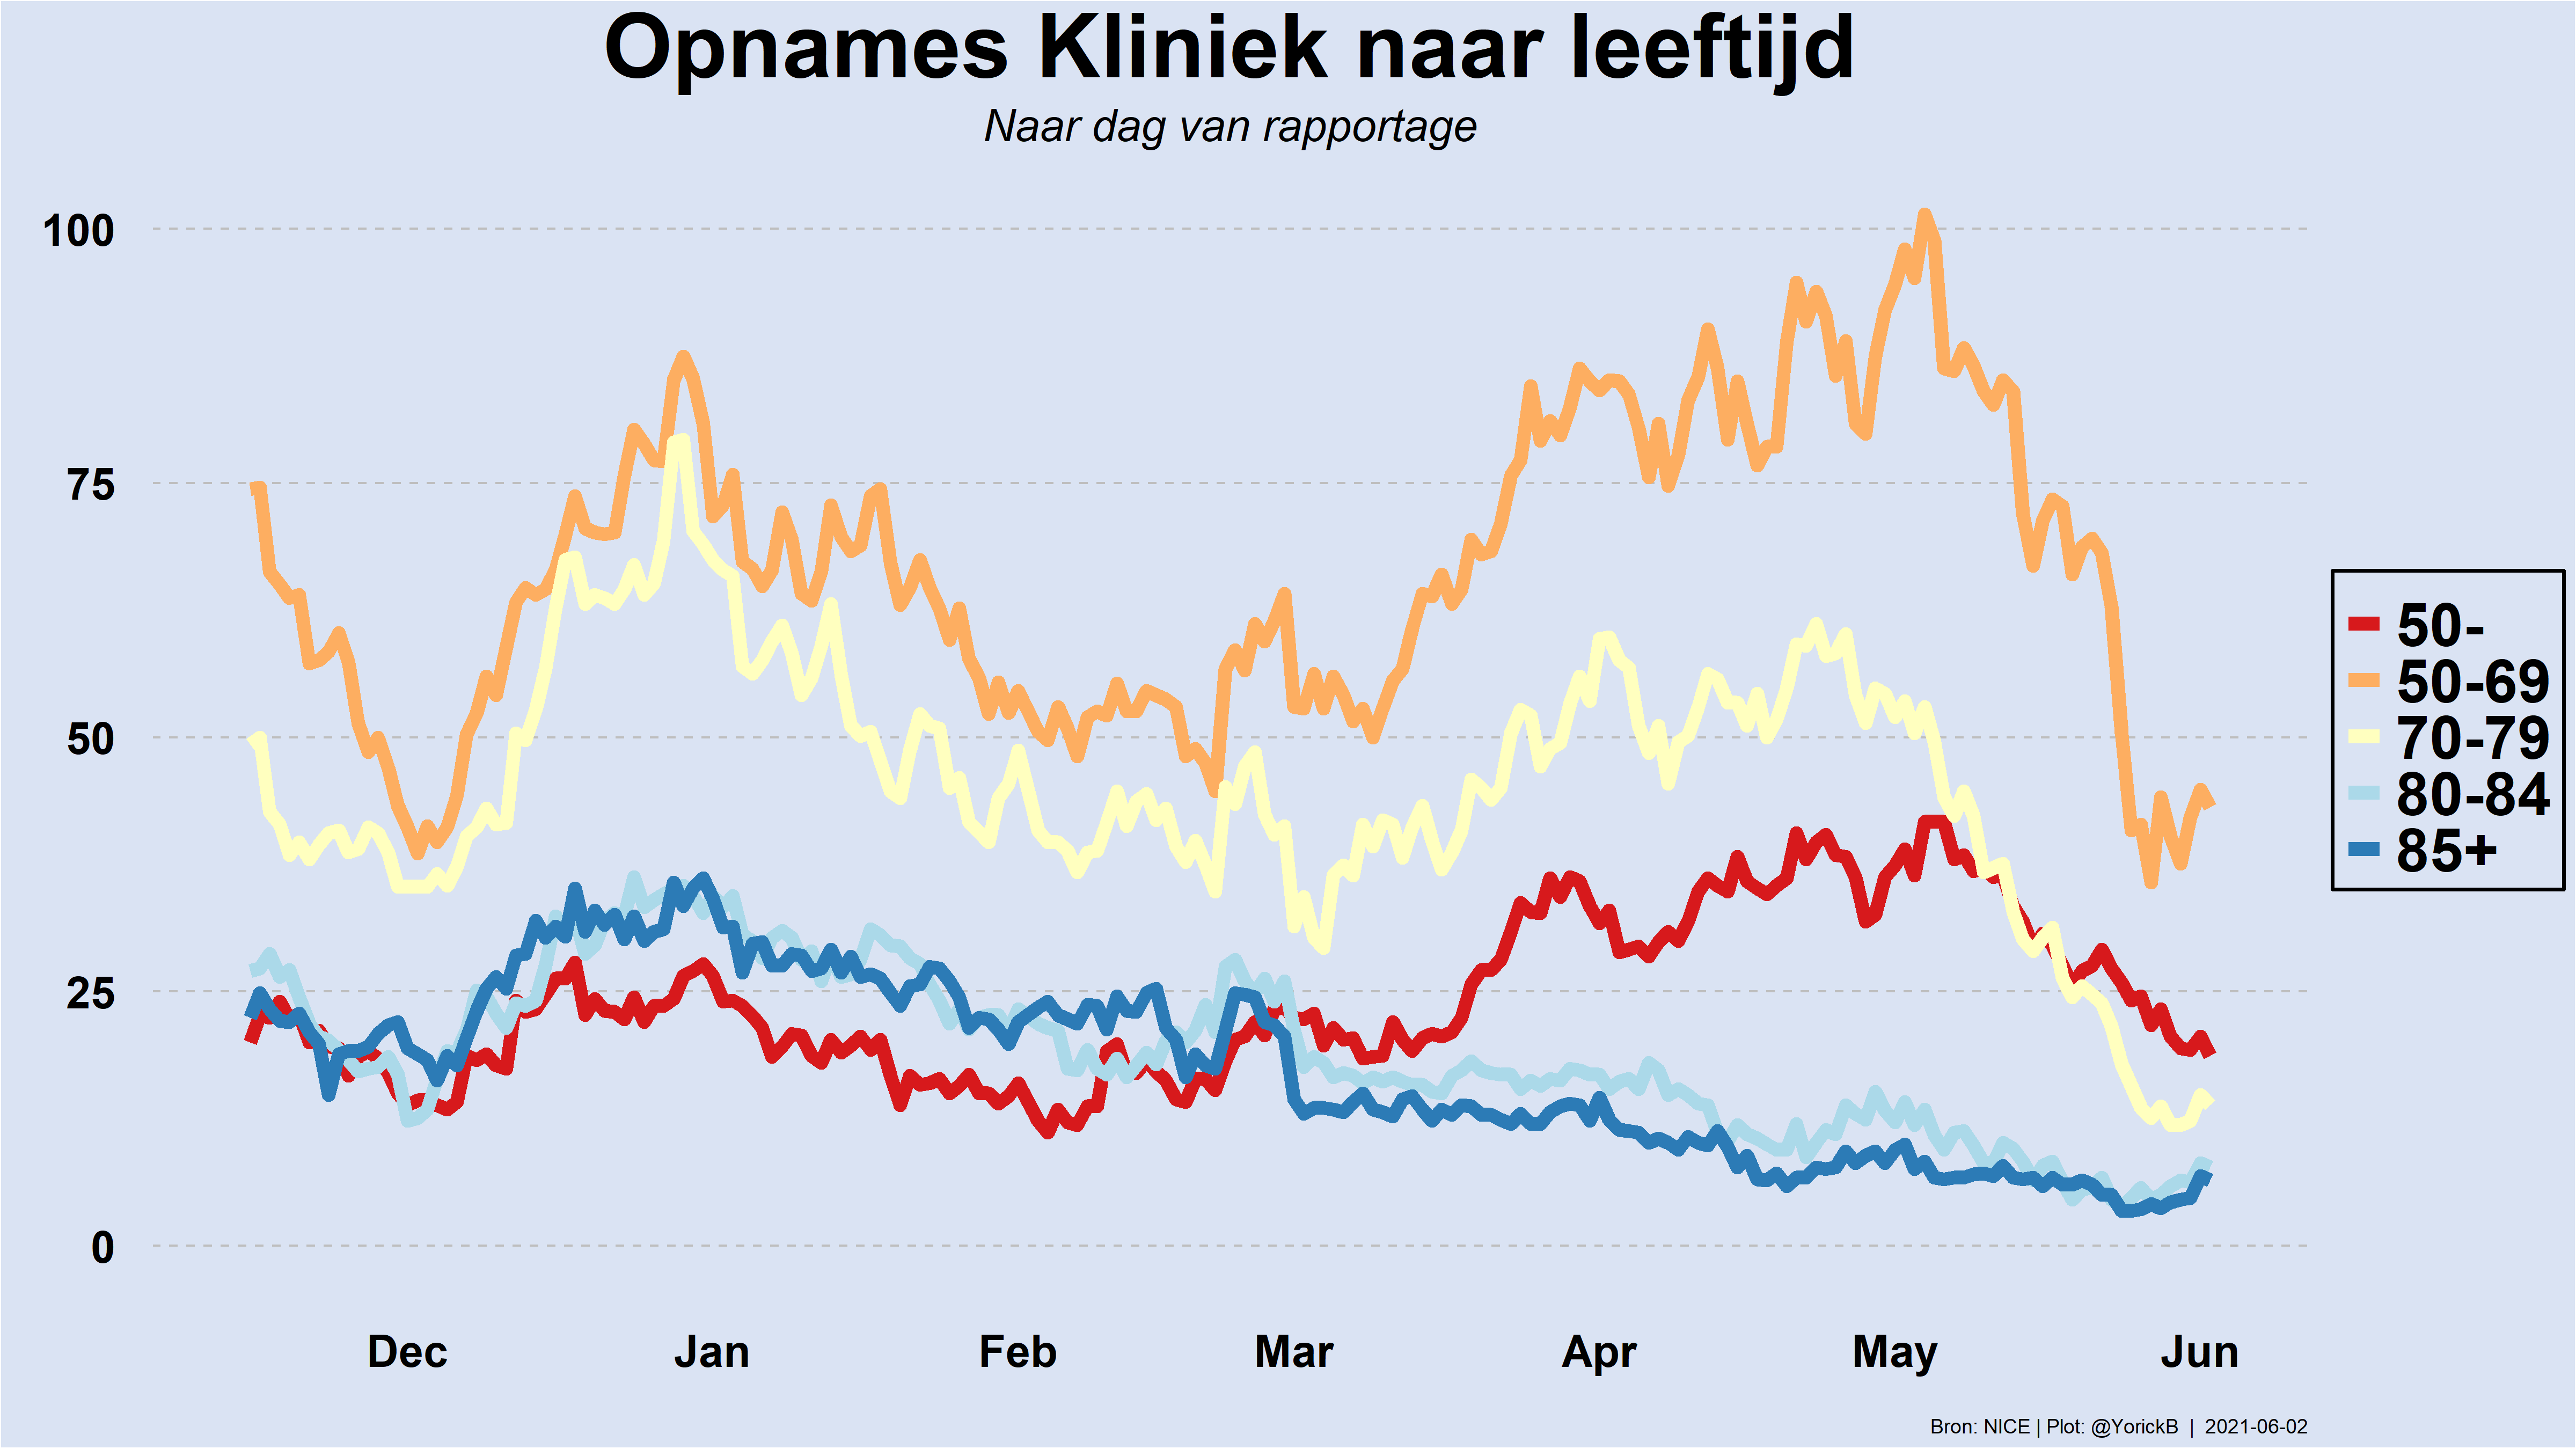 Opnames Kliniek naar leeftijd
Naar dag van rapportage
100
75
50
25
0
Dec Jan Feb Mar Apr May Jun
50-
50-69
70-79
80-84
85+
Bron: NICE | Plot: @YorickB | 2021-06-02